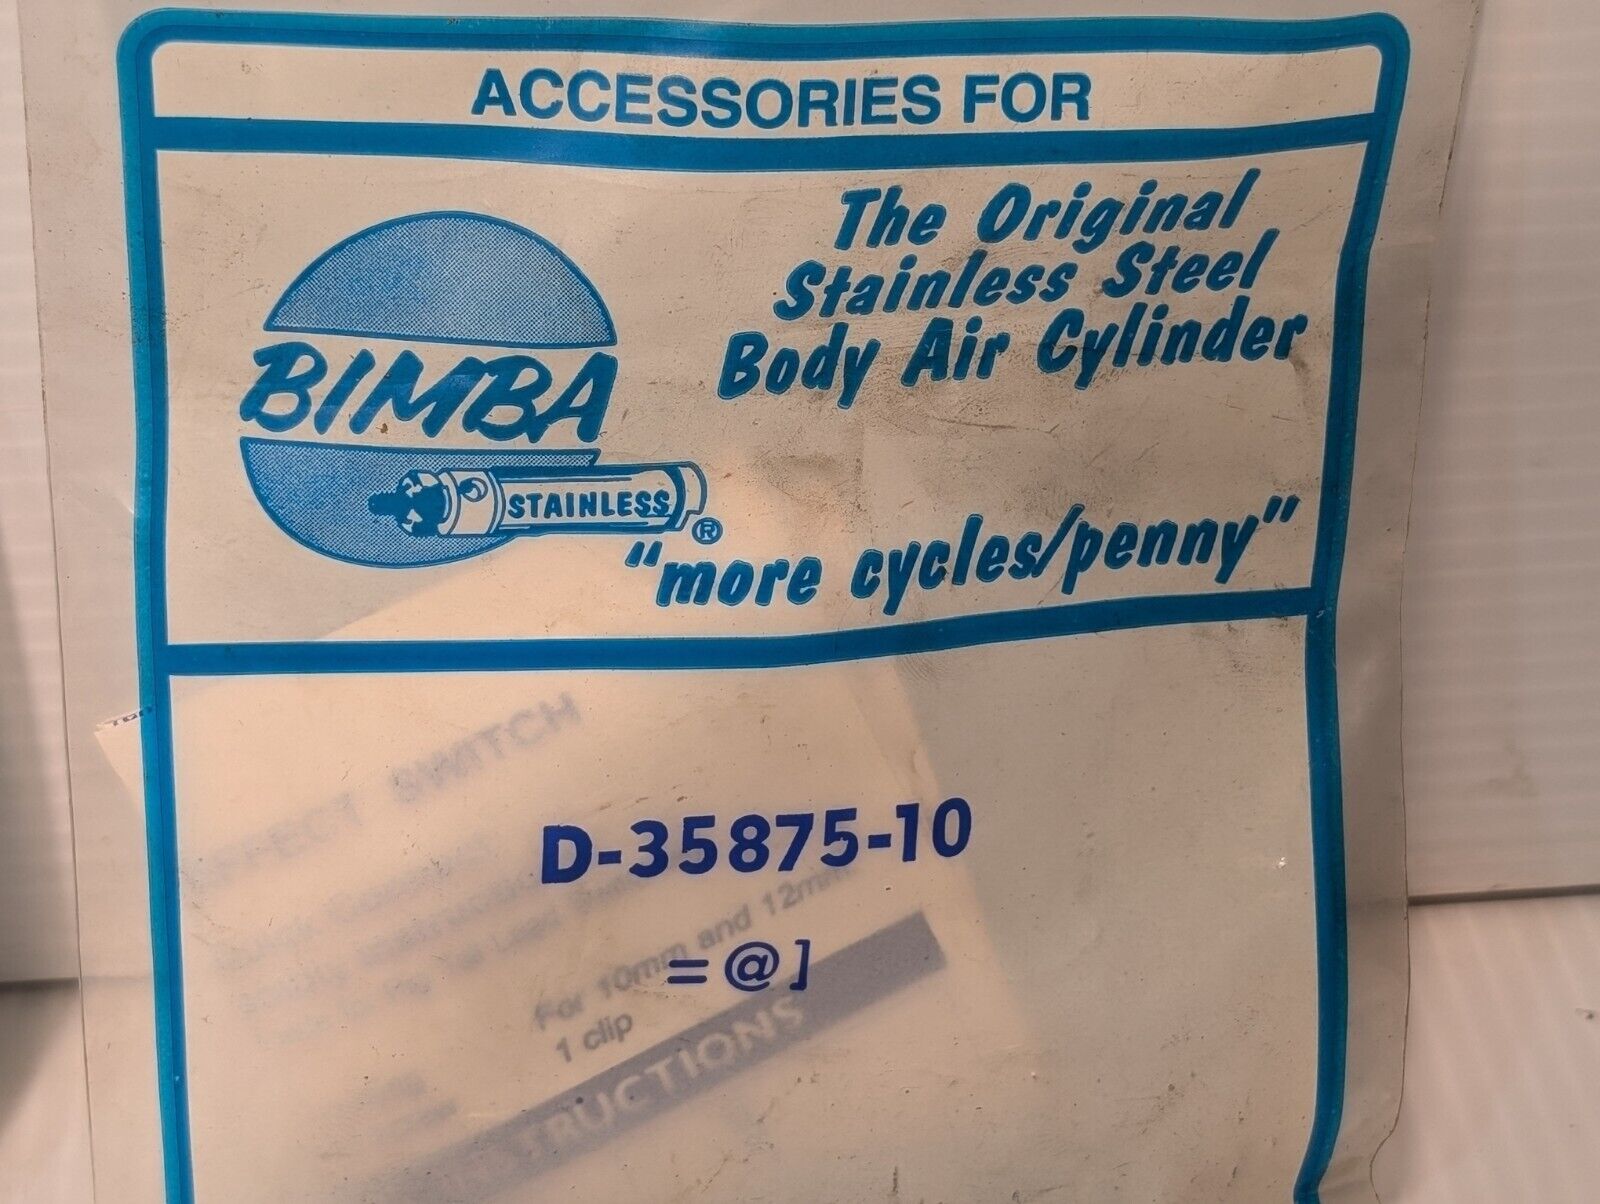 ACCESSORIES FOR
The Original
Stainless Steel
Body Air Cylinder
BIMBA
STAINLESS
®
"more cycles/penny"
SWITCH
D-35875-10
For 10mm and 12mm
=@]
1 clip